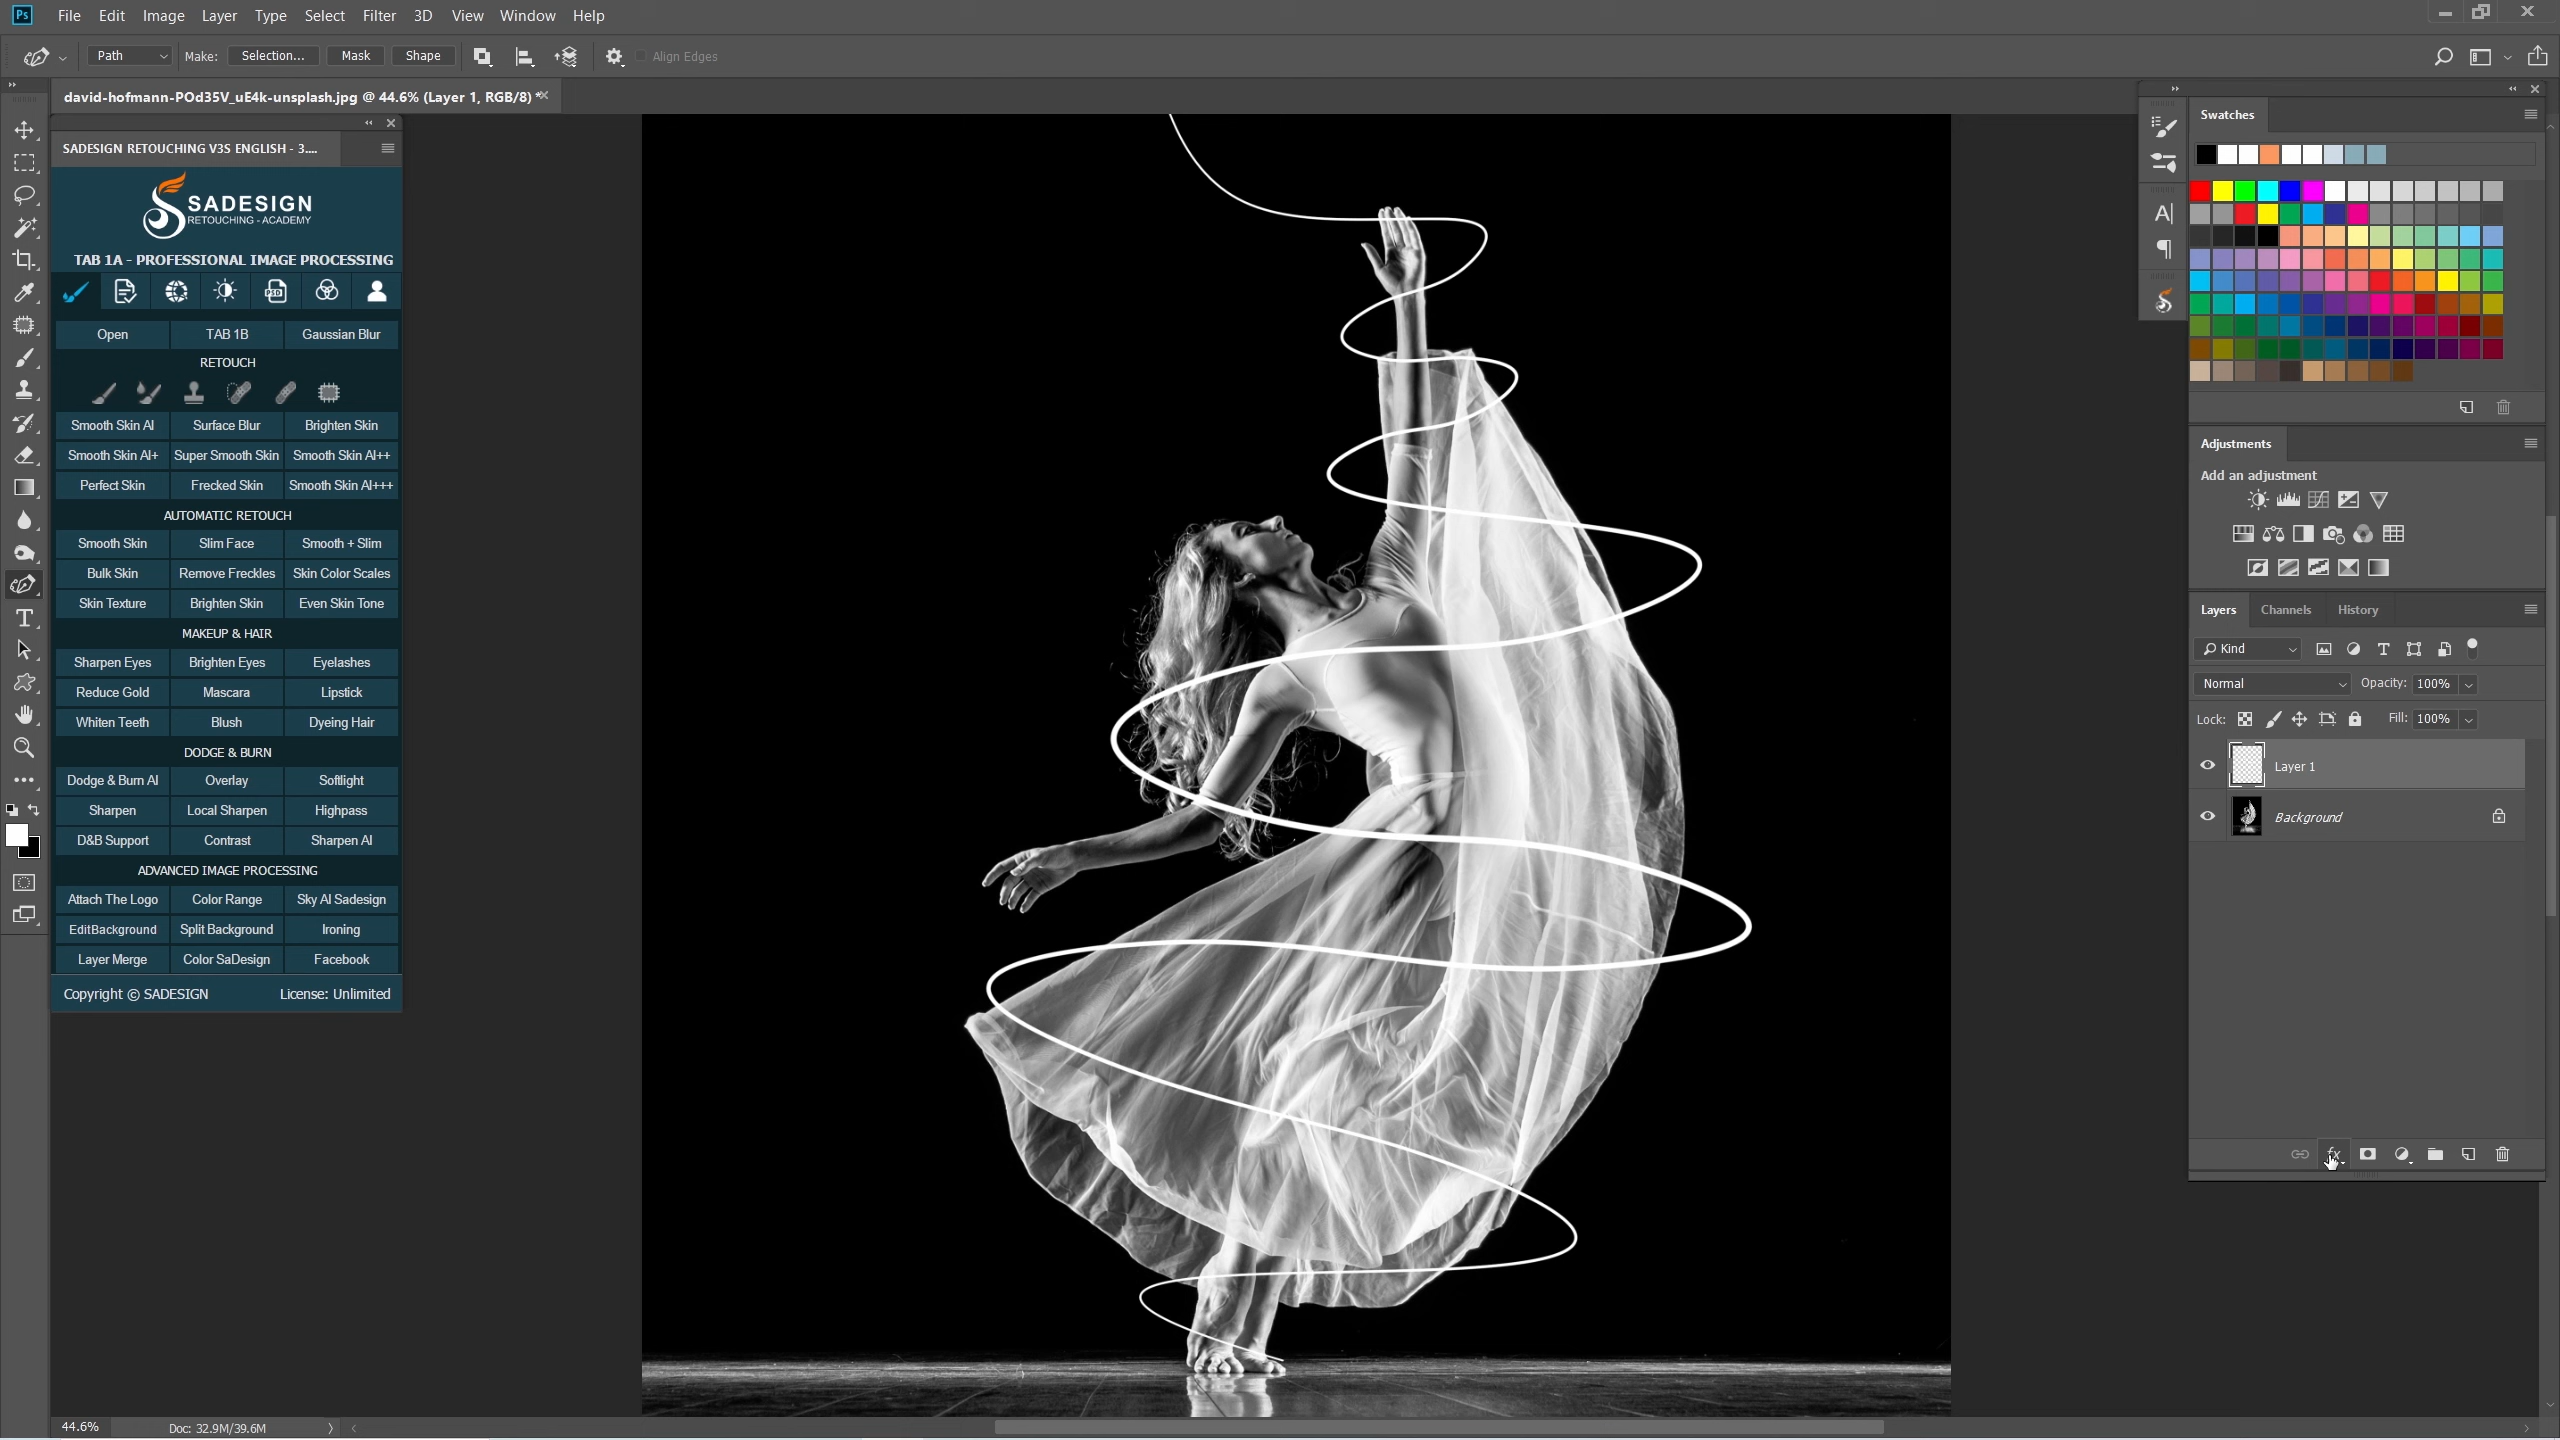 Ps File Edit Image Layer Type Select Filter 3D View Window Help
Path Make: Selection... Mask Shape Align Edges
david-hofmann-POd35V_uE4k-unsplash.jpg @ 44.6% (Layer 1, RGB/8) *
SADESIGN RETOUCHING V3S ENGLISH - 3....
SADESIGN
RETOUCHING - ACADEMY
TAB 1A - PROFESSIONAL IMAGE PROCESSING
PSD
Open TAB 1B Gaussian Blur
RETOUCH
Smooth Skin AI Surface Blur Brighten Skin
Smooth Skin AI+ Super Smooth Skin Smooth Skin AI++
Perfect Skin Frecked Skin Smooth Skin AI+++
AUTOMATIC RETOUCH
Smooth Skin Slim Face Smooth + Slim
Bulk Skin Remove Freckles Skin Color Scales
Skin Texture Brighten Skin Even Skin Tone
MAKEUP & HAIR
Sharpen Eyes Brighten Eyes Eyelashes
Reduce Gold Mascara Lipstick
Whiten Teeth Blush Dyeing Hair
DODGE & BURN
Dodge & Burn AI Overlay Softlight
Sharpen Local Sharpen Highpass
D&B Support Contrast Sharpen AI
ADVANCED IMAGE PROCESSING
Attach The Logo Color Range Sky AI Sadesign
EditBackground Split Background Ironing
Layer Merge Color SaDesign Facebook
Copyright © SADESIGN License: Unlimited
44.6% Doc: 32.9M/39.6M
Swatches
Adjustments
Add an adjustment
Layers Channels History
Kind
Normal Opacity: 100%
Lock: Fill: 100%
Layer 1
Background
fx